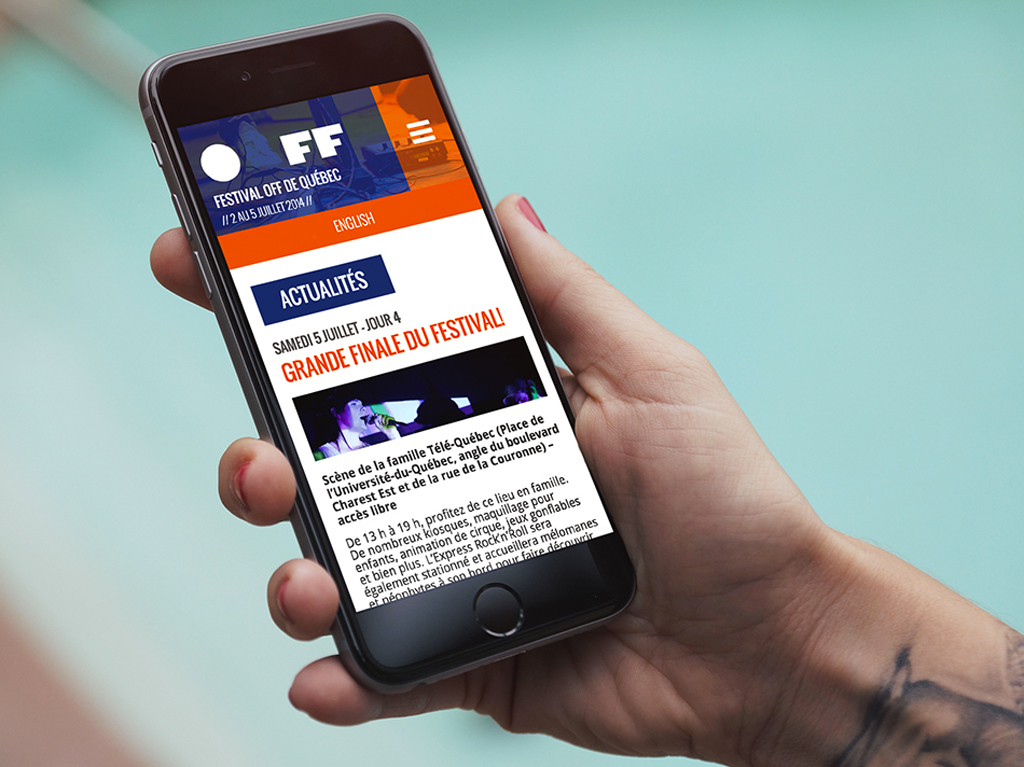 FF
FESTIVAL OFF DE QUÉBEC
// 2 AU 5 JUILLET 2014 //
ENGLISH
ACTUALITÉS
SAMEDI 5 JUILLET - JOUR 4
GRANDE FINALE DU FESTIVAL!
Scène de la famille Télé-Québec (Place de
l'Université-du-Québec, angle du boulevard
Charest Est et de la rue de la Couronne) –
accès libre
De 13 h à 19 h, profitez de ce lieu en famille.
De nombreux kiosques, maquillage pour
enfants, animation de cirque, jeux gonflables
et bien plus. L'Express Rock'n'Roll sera
également stationné et accueillera mélomanes
et néophytes à son bord pour faire découvrir